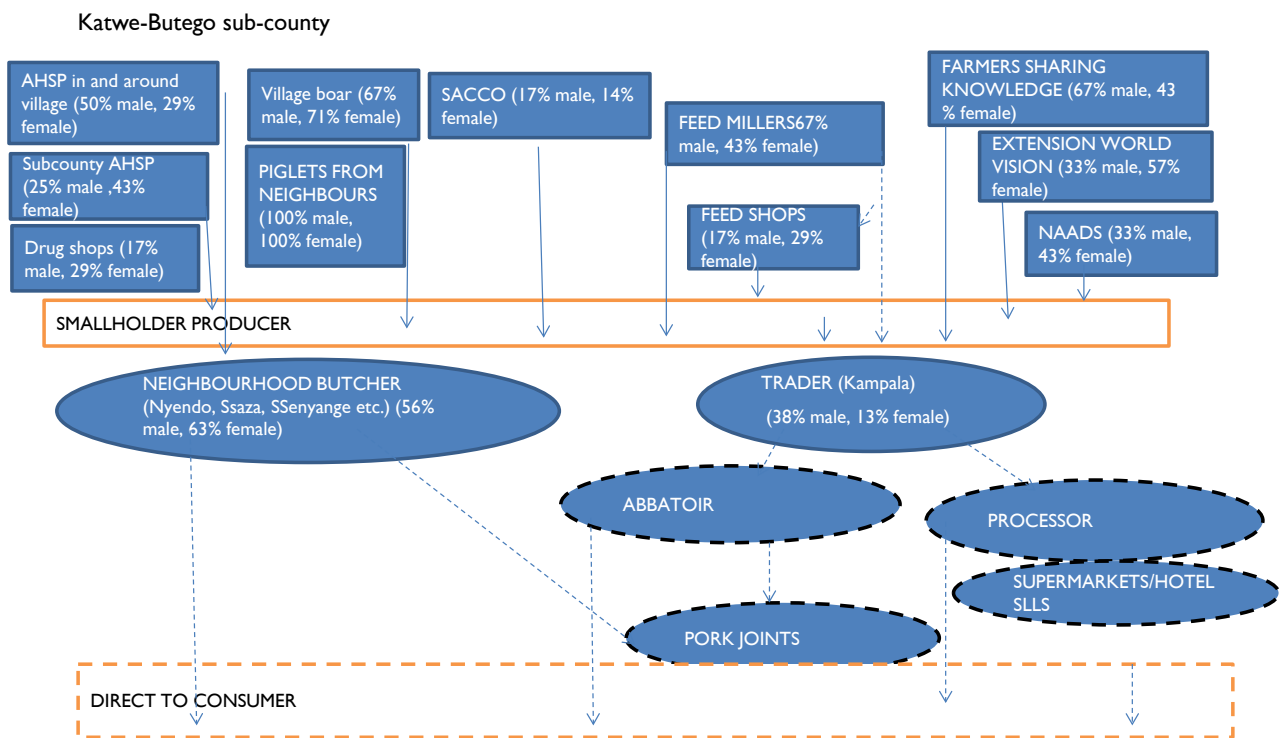 Katwe-Butego sub-county
AHSP in and around
village (50% male, 29%
female)
Subcounty AHSP
(25% male ,43%
female)
Drug shops (17%
male, 29% female)
Village boar (67%
male, 71% female)
PIGLETS FROM
NEIGHBOURS
(100% male,
100% female)
SACCO (17% male, 14%
female)
FEED MILLERS67%
male, 43% female)
FEED SHOPS
(17% male, 29%
female)
FARMERS SHARING
KNOWLEDGE (67% male, 43
% female)
EXTENSION WORLD
VISION (33% male, 57%
female)
NAADS (33% male,
43% female)
SMALLHOLDER PRODUCER
NEIGHBOURHOOD BUTCHER
(Nyendo, Ssaza, SSenyange etc.) (56%
male, 63% female)
TRADER (Kampala)
(38% male, 13% female)
ABBATOIR
PROCESSOR
SUPERMARKETS/HOTEL
SLLS
PORK JOINTS
DIRECT TO CONSUMER